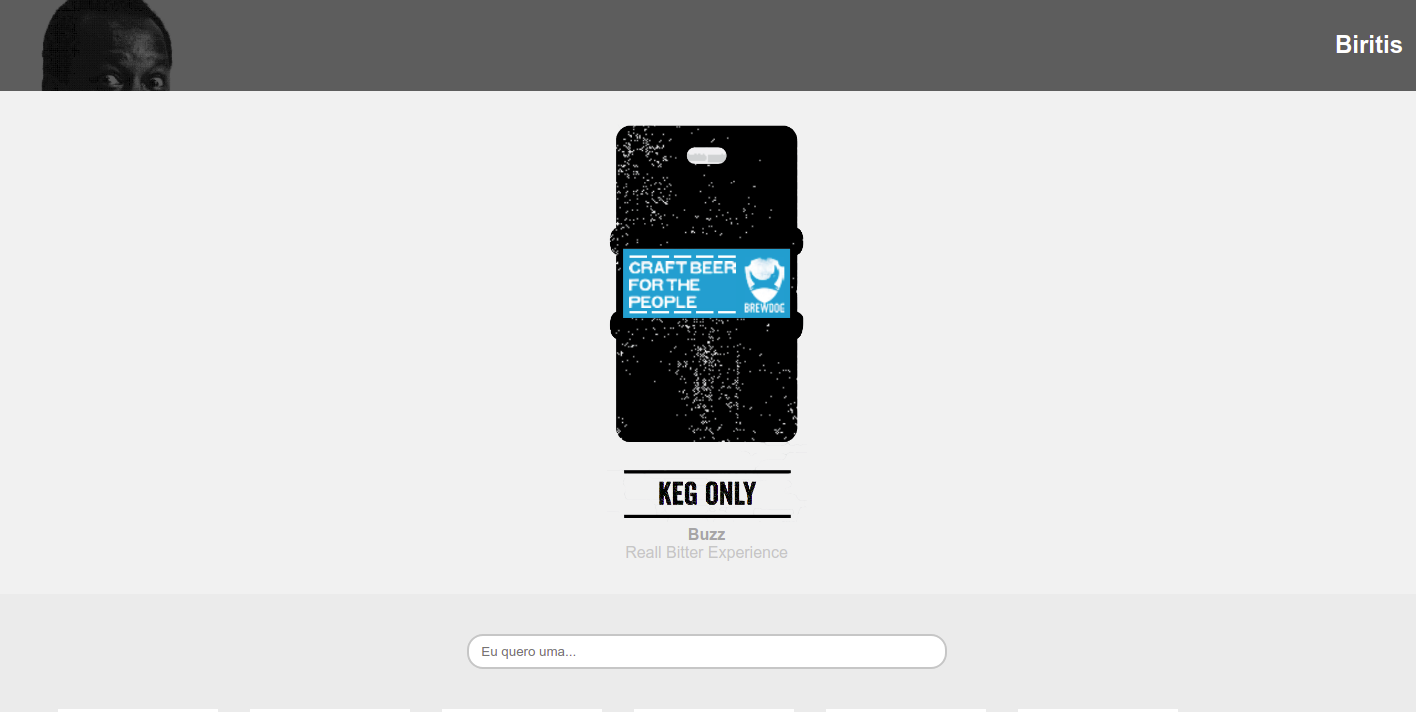 Biritis
CRAFT BEER
FOR THE
PEOPLE
BREWDOG
KEG ONLY
Buzz
Reall Bitter Experience
Eu quero uma...